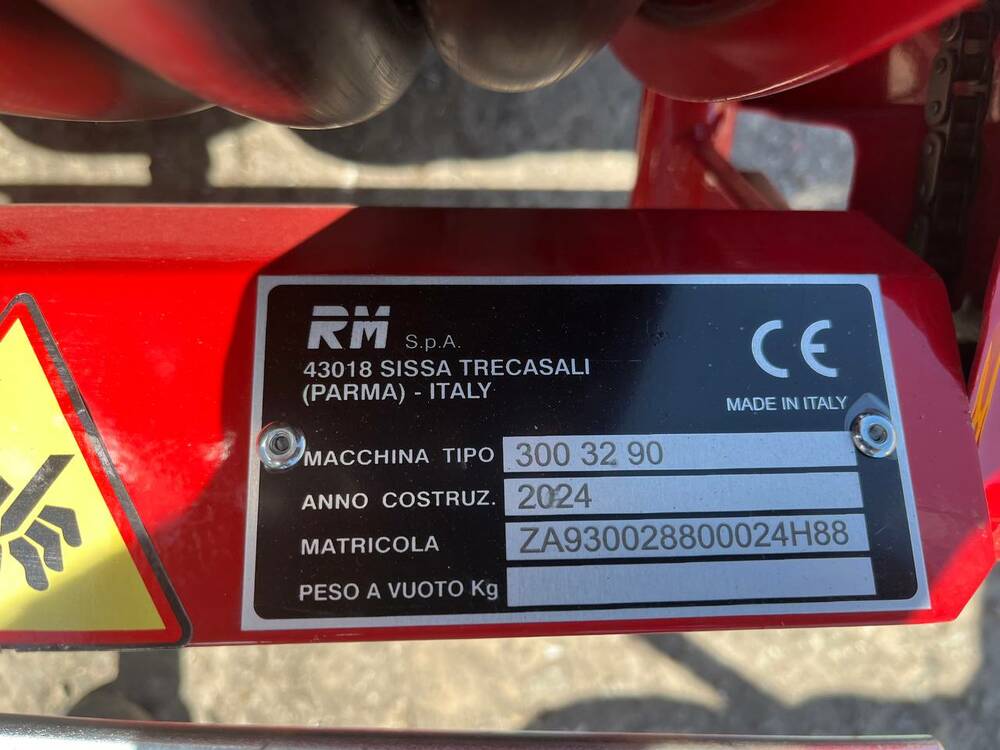 RM S.p.A.
43018 SISSA TRECASALI
(PARMA) - ITALY
CE
MADE IN ITALY
MACCHINA TIPO 300 32 90
ANNO COSTRUZ. 2024
MATRICOLA ZA930028800024H88
PESO A VUOTO Kg